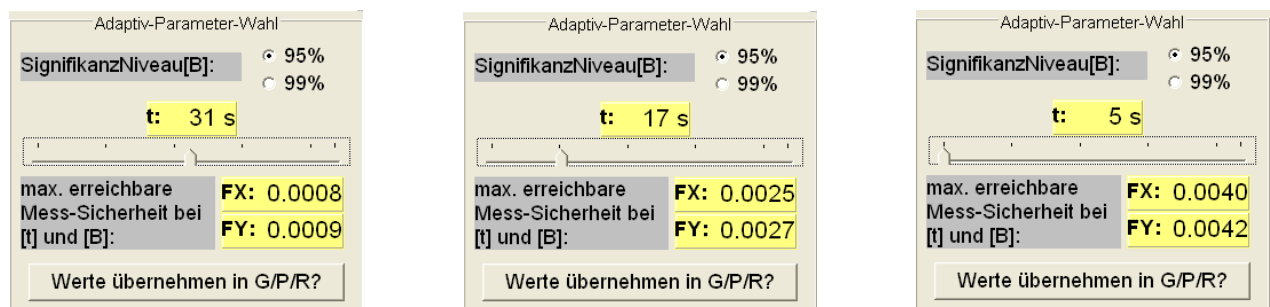 Adaptiv-Parameter-Wahl
SignifikanzNiveau[B]:
95%
99%
t: 31 s
max. erreichbare
Mess-Sicherheit bei
[t] und [B]:
FX: 0.0008
FY: 0.0009
Werte übernehmen in G/P/R?
Adaptiv-Parameter-Wahl
SignifikanzNiveau[B]:
95%
99%
t: 17 s
max. erreichbare
Mess-Sicherheit bei
[t] und [B]:
FX: 0.0025
FY: 0.0027
Werte übernehmen in G/P/R?
Adaptiv-Parameter-Wahl
SignifikanzNiveau[B]:
95%
99%
t: 5 s
max. erreichbare
Mess-Sicherheit bei
[t] und [B]:
FX: 0.0040
FY: 0.0042
Werte übernehmen in G/P/R?